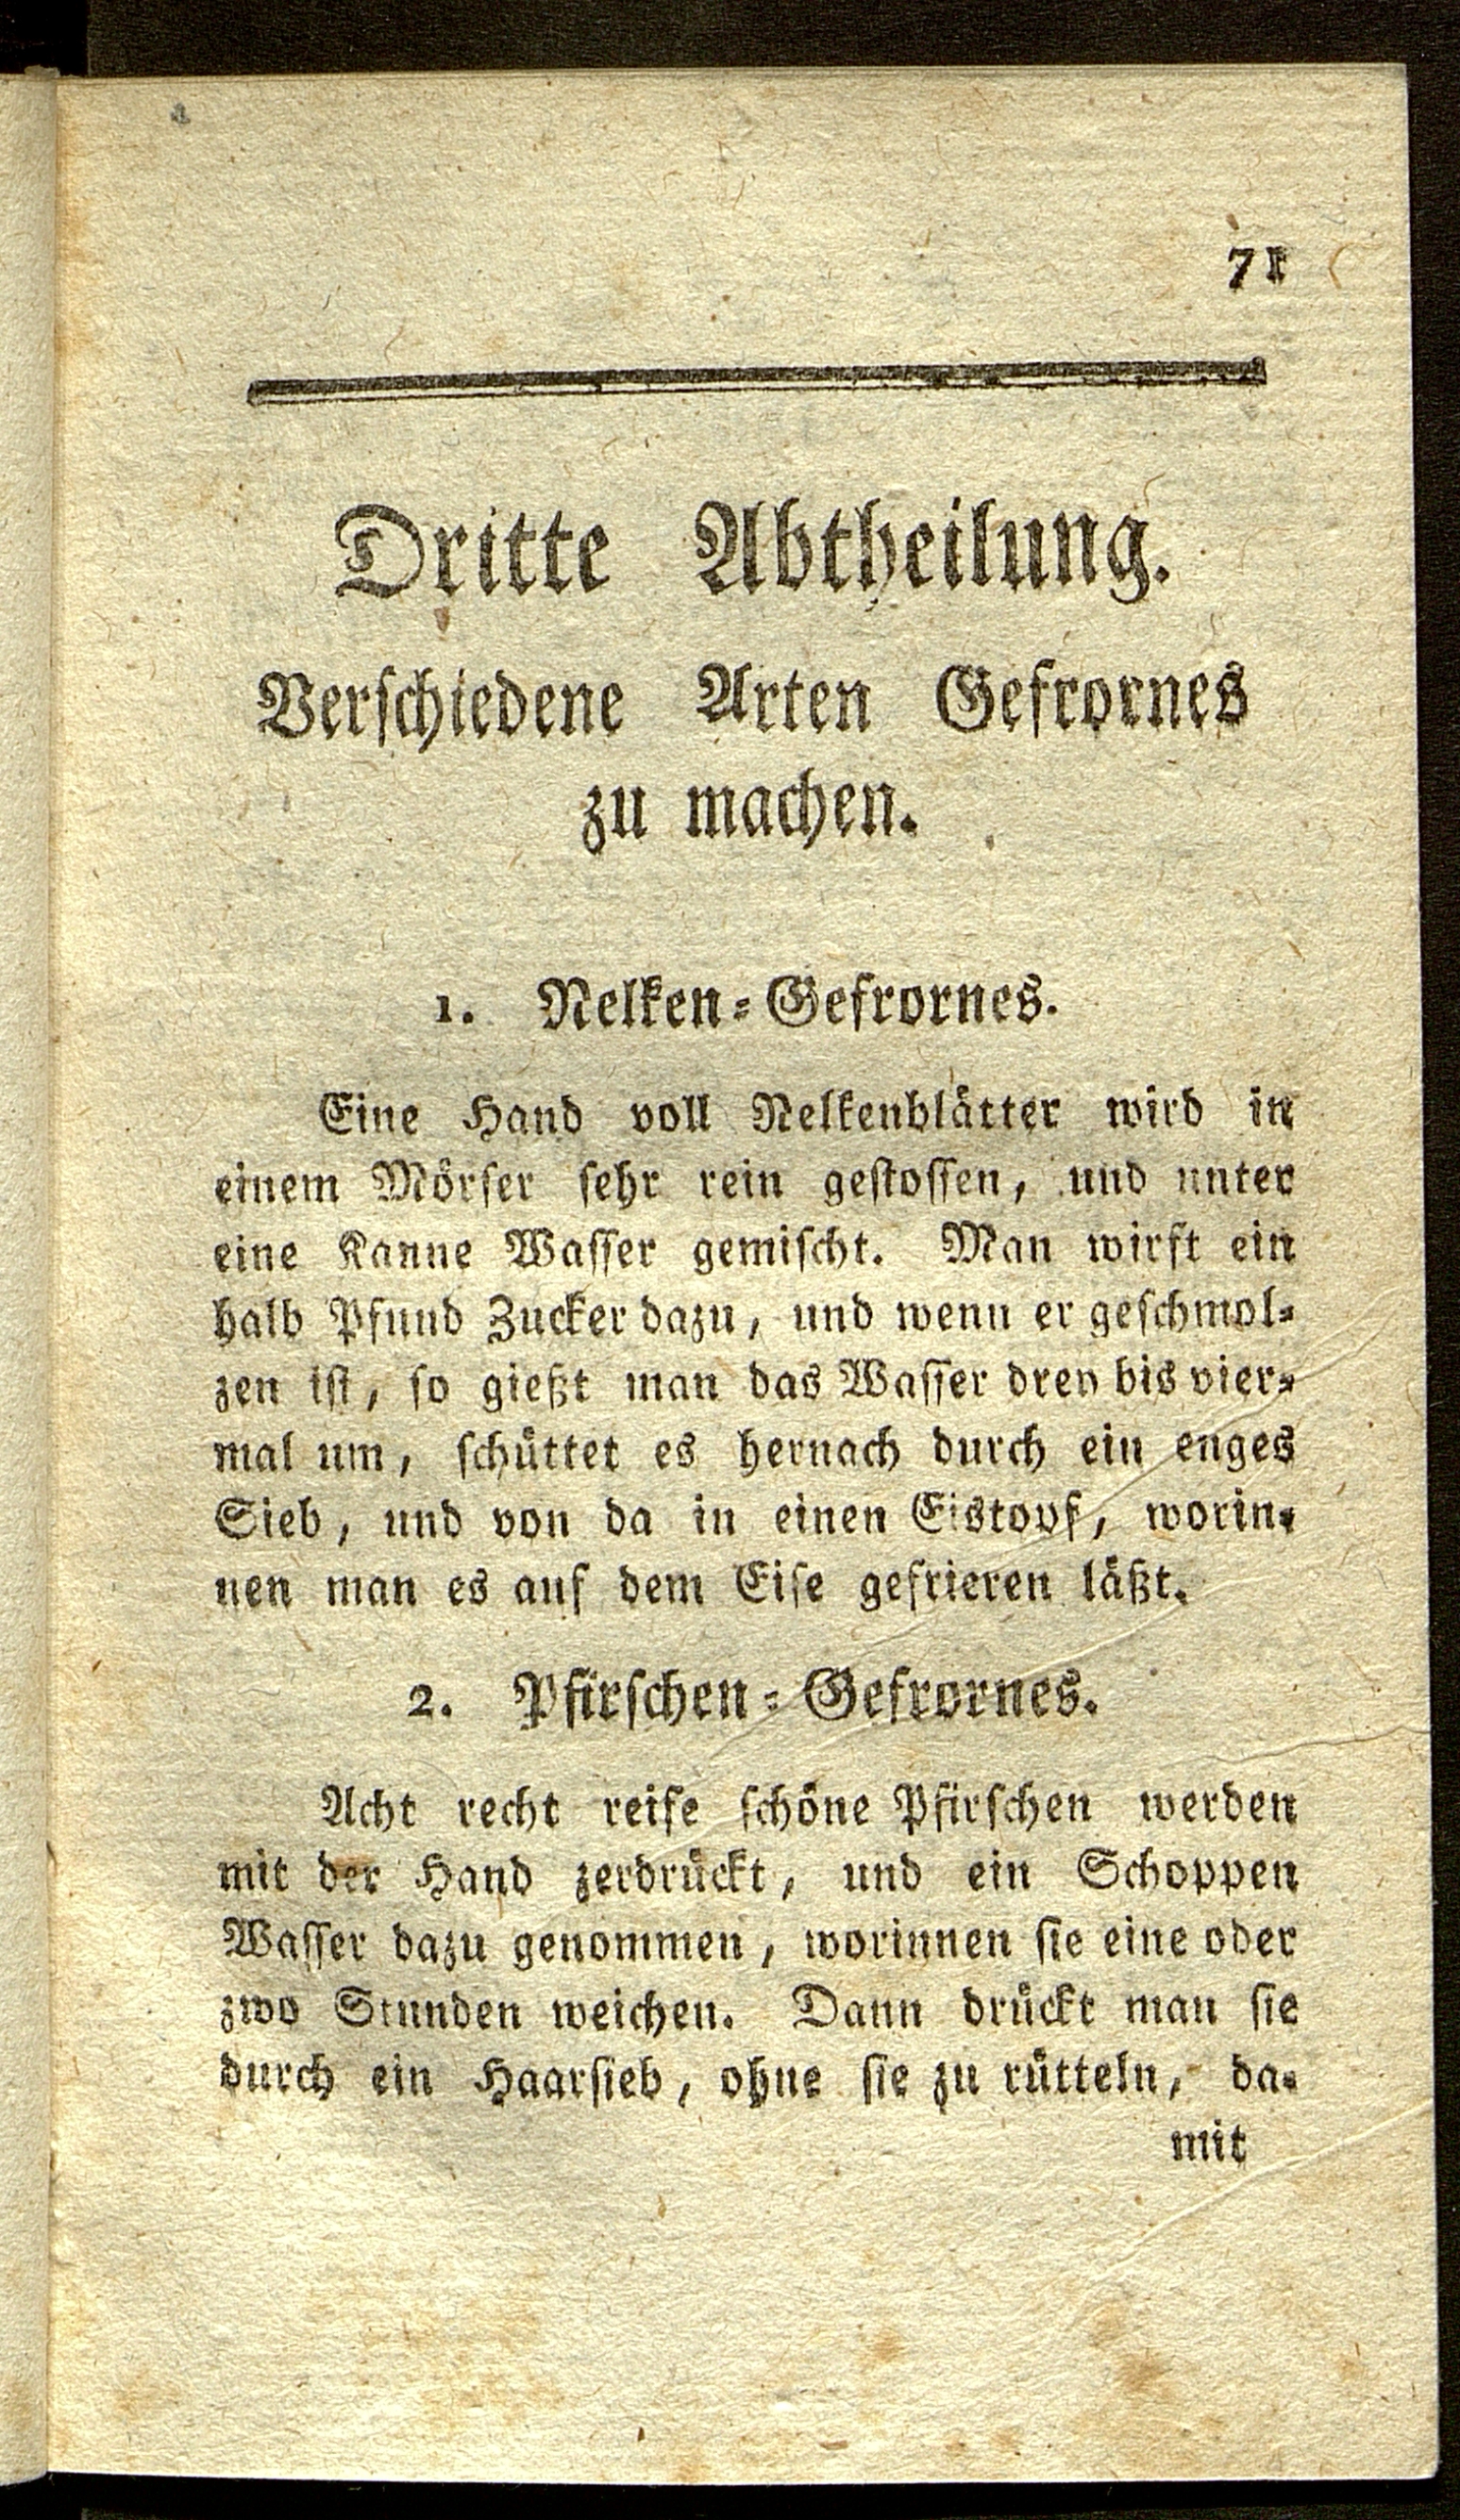 71
Dritte Abtheilung.
Verschiedene Arten Gefrornes
zu machen.
1. Nelken-Gefrornes.
Eine Hand voll Nelkenblätter wird in
einem Mörser sehr rein gestossen, und unter
eine Kanne Wasser gemischt. Man wirft ein
halb Pfund Zucker dazu, und wenn er geschmol-
zen ist, so gießt man das Wasser drey bis vier-
mal um, schüttet es hernach durch ein enges
Sieb, und von da in einen Eistopf, worin-
nen man es auf dem Eise gefrieren läßt.
2. Pfirschen-Gefrornes.
Acht recht reife schöne Pfirschen werden
mit der Hand zerdrückt, und ein Schoppen
Wasser dazu genommen, worinnen sie eine oder
zwo Stunden weichen. Dann drückt man sie
durch ein Haarsieb, ohne sie zu rütteln, da-
mit